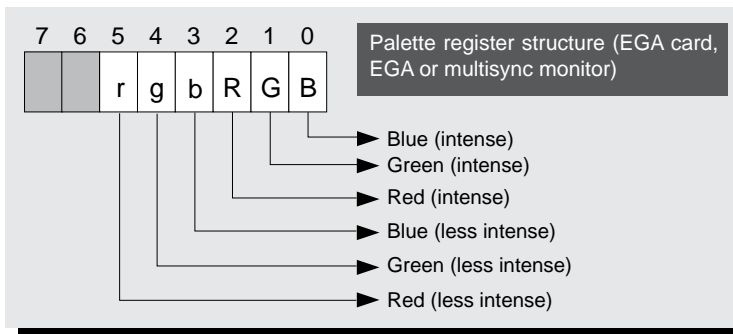 7 6 5 4 3 2 1 0
Palette register structure (EGA card,
EGA or multisync monitor)
r g b R G B
Blue (intense)
Green (intense)
Red (intense)
Blue (less intense)
Green (less intense)
Red (less intense)